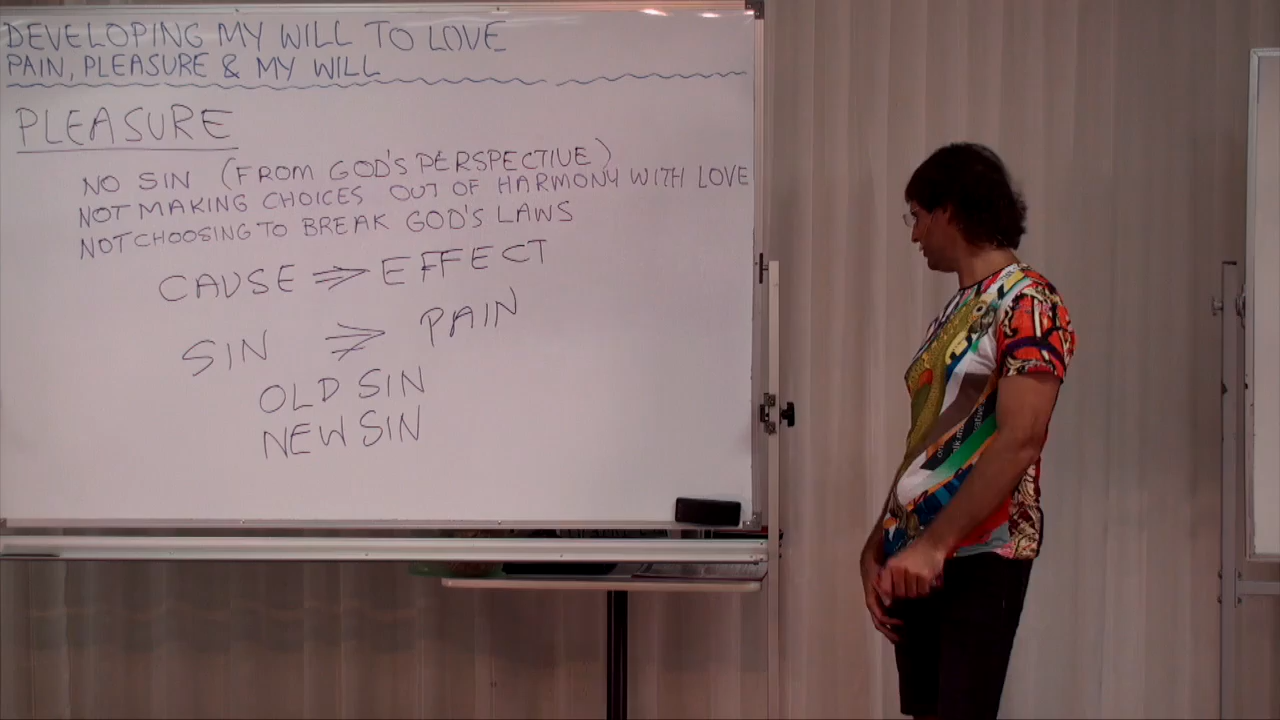 DEVELOPING MY WILL TO LOVE
PAIN, PLEASURE & MY WILL
PLEASURE
NO SIN (FROM GOD'S PERSPECTIVE)
NOT MAKING CHOICES OUT OF HARMONY WITH LOVE
NOT CHOOSING TO BREAK GOD'S LAWS
CAUSE ⇒ EFFECT
SIN ⇏ PAIN
OLD SIN
NEW SIN